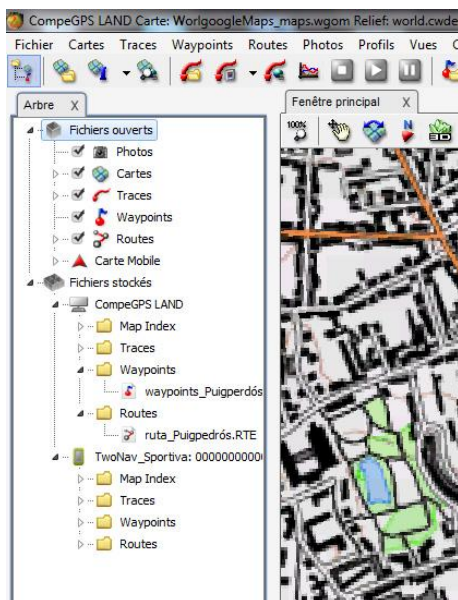 CompeGPS LAND Carte: WorlgoogleMaps_maps.wgom Relief: world.cwde
Fichier Cartes Traces Waypoints Routes Photos Profils Vues
Arbre X
Fenêtre principal X
100%
N
Fichiers ouverts
Photos
Cartes
Traces
Waypoints
Routes
Carte Mobile
Fichiers stockés
CompeGPS LAND
Map Index
Traces
Waypoints
waypoints_Puigperdós
Routes
ruta_Puigpedrós.RTE
TwoNav_Sportiva: 00000000000
Map Index
Traces
Waypoints
Routes